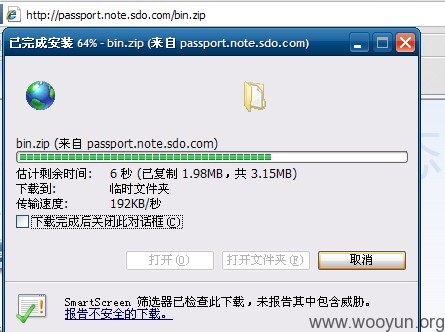 http://passport.note.sdo.com/bin.zip
已完成安装 64% - bin.zip (来自 passport.note.sdo.com)
bin.zip (来自 passport.note.sdo.com)
估计剩余时间: 6 秒 (已复制 1.98MB，共 3.15MB)
下载到: 临时文件夹
传输速度: 192KB/秒
下载完成后关闭此对话框(C)
打开(O) 打开文件夹(F) 取消
SmartScreen 筛选器已检查此下载，未报告其中包含威胁。
报告不安全的下载。
www.wooyun.org